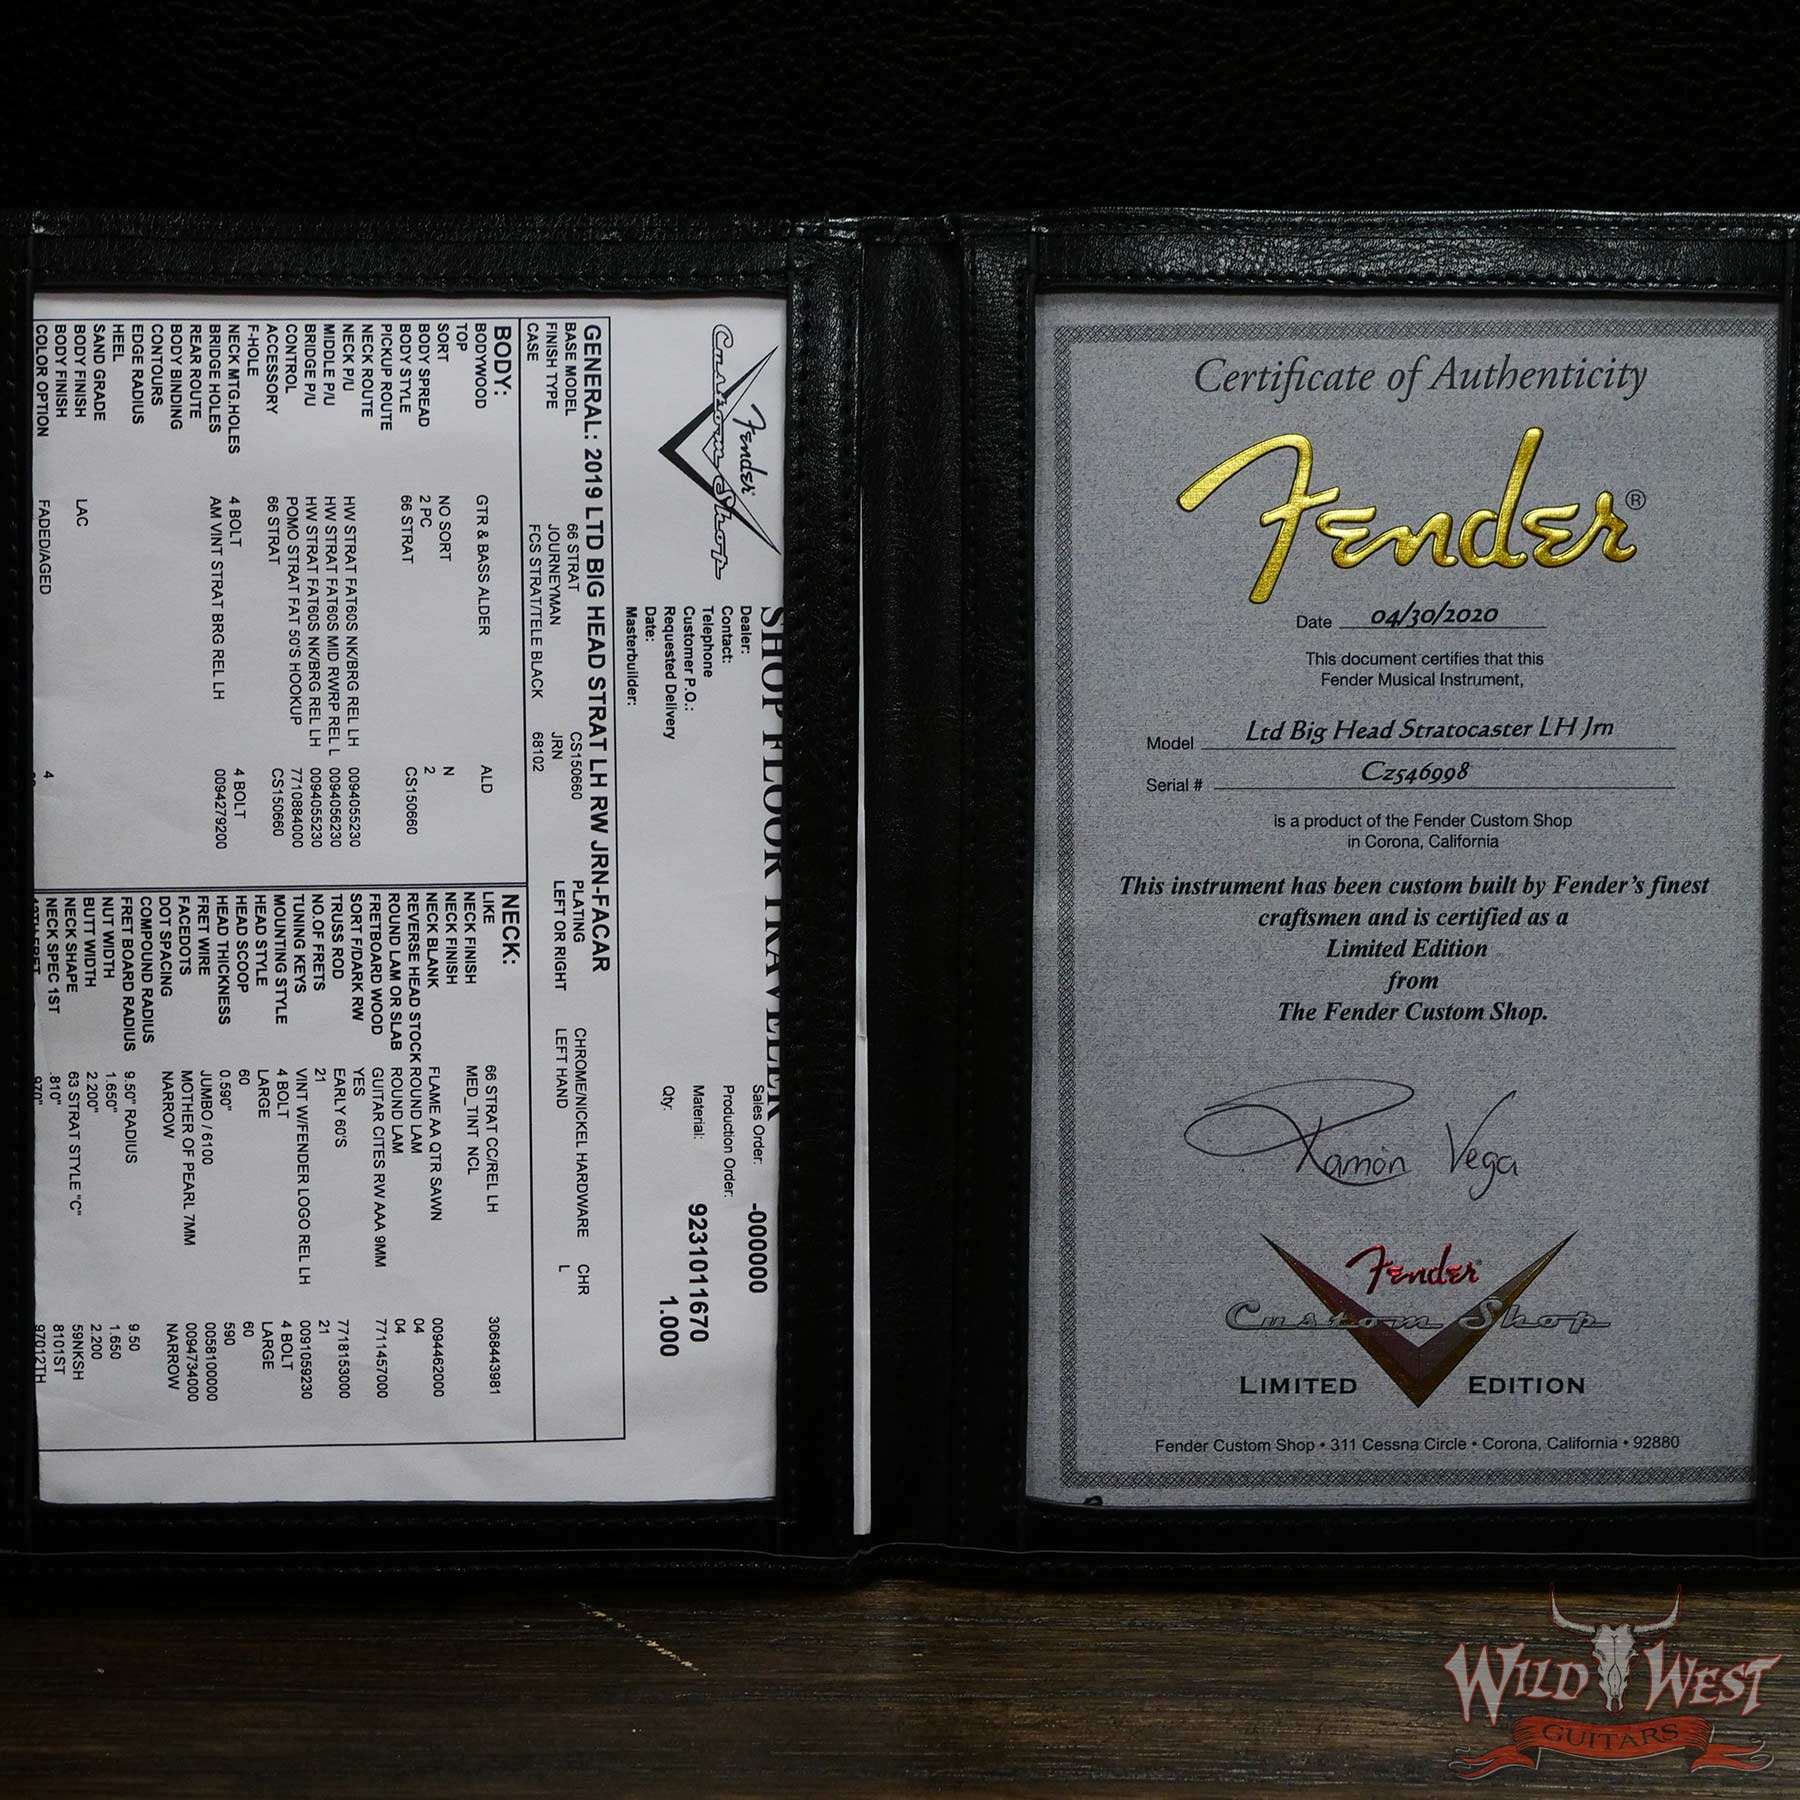 Fender
Custom Shop
SHOP FLOOR TRAVELER
Dealer:
Contact:
Telephone
Customer P.O.:
Requested Delivery
Date:
Masterbuilder:
Sales Order: -000000
Production Order:
Material: 9231011670
Qty: 1.000
GENERAL: 2019 LTD BIG HEAD STRAT LH RW JRN-FACAR
BASE MODEL 66 STRAT CS150660 PLATING CHROME/NICKEL HARDWARE CHR
FINISH TYPE JOURNEYMAN JRN LEFT OR RIGHT LEFT HAND L
CASE FCS STRAT/TELE BLACK 68102
BODY:
BODYWOOD GTR & BASS ALDER ALD
TOP
SORT NO SORT N
BODY SPREAD 2 PC 2
BODY STYLE 66 STRAT CS150660
PICKUP ROUTE
NECK ROUTE
NECK P/U HW STRAT FAT60S NK/BRG REL LH 0094055230
MIDDLE P/U HW STRAT FAT60S MID RWRP REL L 0094056230
BRIDGE P/U HW STRAT FAT60S NK/BRG REL LH 0094055230
CONTROL POMO STRAT FAT 50'S HOOKUP 7710884000
ACCESSORY 66 STRAT CS150660
F-HOLE
NECK MTG.HOLES 4 BOLT 4 BOLT
BRIDGE HOLES AM VINT STRAT BRG REL LH 0094279200
REAR ROUTE
BODY BINDING
CONTOURS
EDGE RADIUS
HEEL
SAND GRADE
BODY FINISH LAC
BODY FINISH
COLOR OPTION FADED/AGED 4
NECK:
LIKE 66 STRAT CC/REL LH 3068443981
NECK FINISH MED_TINT NCL
NECK FINISH
NECK BLANK FLAME AA QTR SAWN 0094462000
REVERSE HEAD STOCK ROUND LAM 04
ROUND LAM OR SLAB ROUND LAM 04
FRETBOARD WOOD GUITAR CITES RW AAA 9MM 7711457000
SORT F/DARK RW YES
TRUSS ROD EARLY 60'S 7718153000
NO.OF FRETS 21 21
TUNING KEYS VINT W/FENDER LOGO REL LH 0091059230
MOUNTING STYLE 4 BOLT 4 BOLT
HEAD STYLE LARGE LARGE
HEAD SCOOP 60 60
HEAD THICKNESS 0.590" 590
FRET WIRE JUMBO / 6100 0058100000
FACEDOTS MOTHER OF PEARL 7MM 0094734000
DOT SPACING NARROW NARROW
COMPOUND RADIUS
FRET BOARD RADIUS 9.50" RADIUS 9.50
NUT WIDTH 1.650" 1.650
BUTT WIDTH 2.200" 2.200
NECK SHAPE 63 STRAT STYLE "C" 59NKSH
NECK SPEC 1ST .810" 8101ST
12TH FRET .970" 97012TH
Certificate of Authenticity
Fender®
Date 04/30/2020
This document certifies that this
Fender Musical Instrument,
Model Ltd Big Head Stratocaster LH Jrn
Serial # Cz546998
is a product of the Fender Custom Shop
in Corona, California
This instrument has been custom built by Fender's finest
craftsmen and is certified as a
Limited Edition
from
The Fender Custom Shop.
Ramón Vega
Fender
Custom Shop
LIMITED EDITION
Fender Custom Shop • 311 Cessna Circle • Corona, California • 92880
WILD WEST
GUITARS